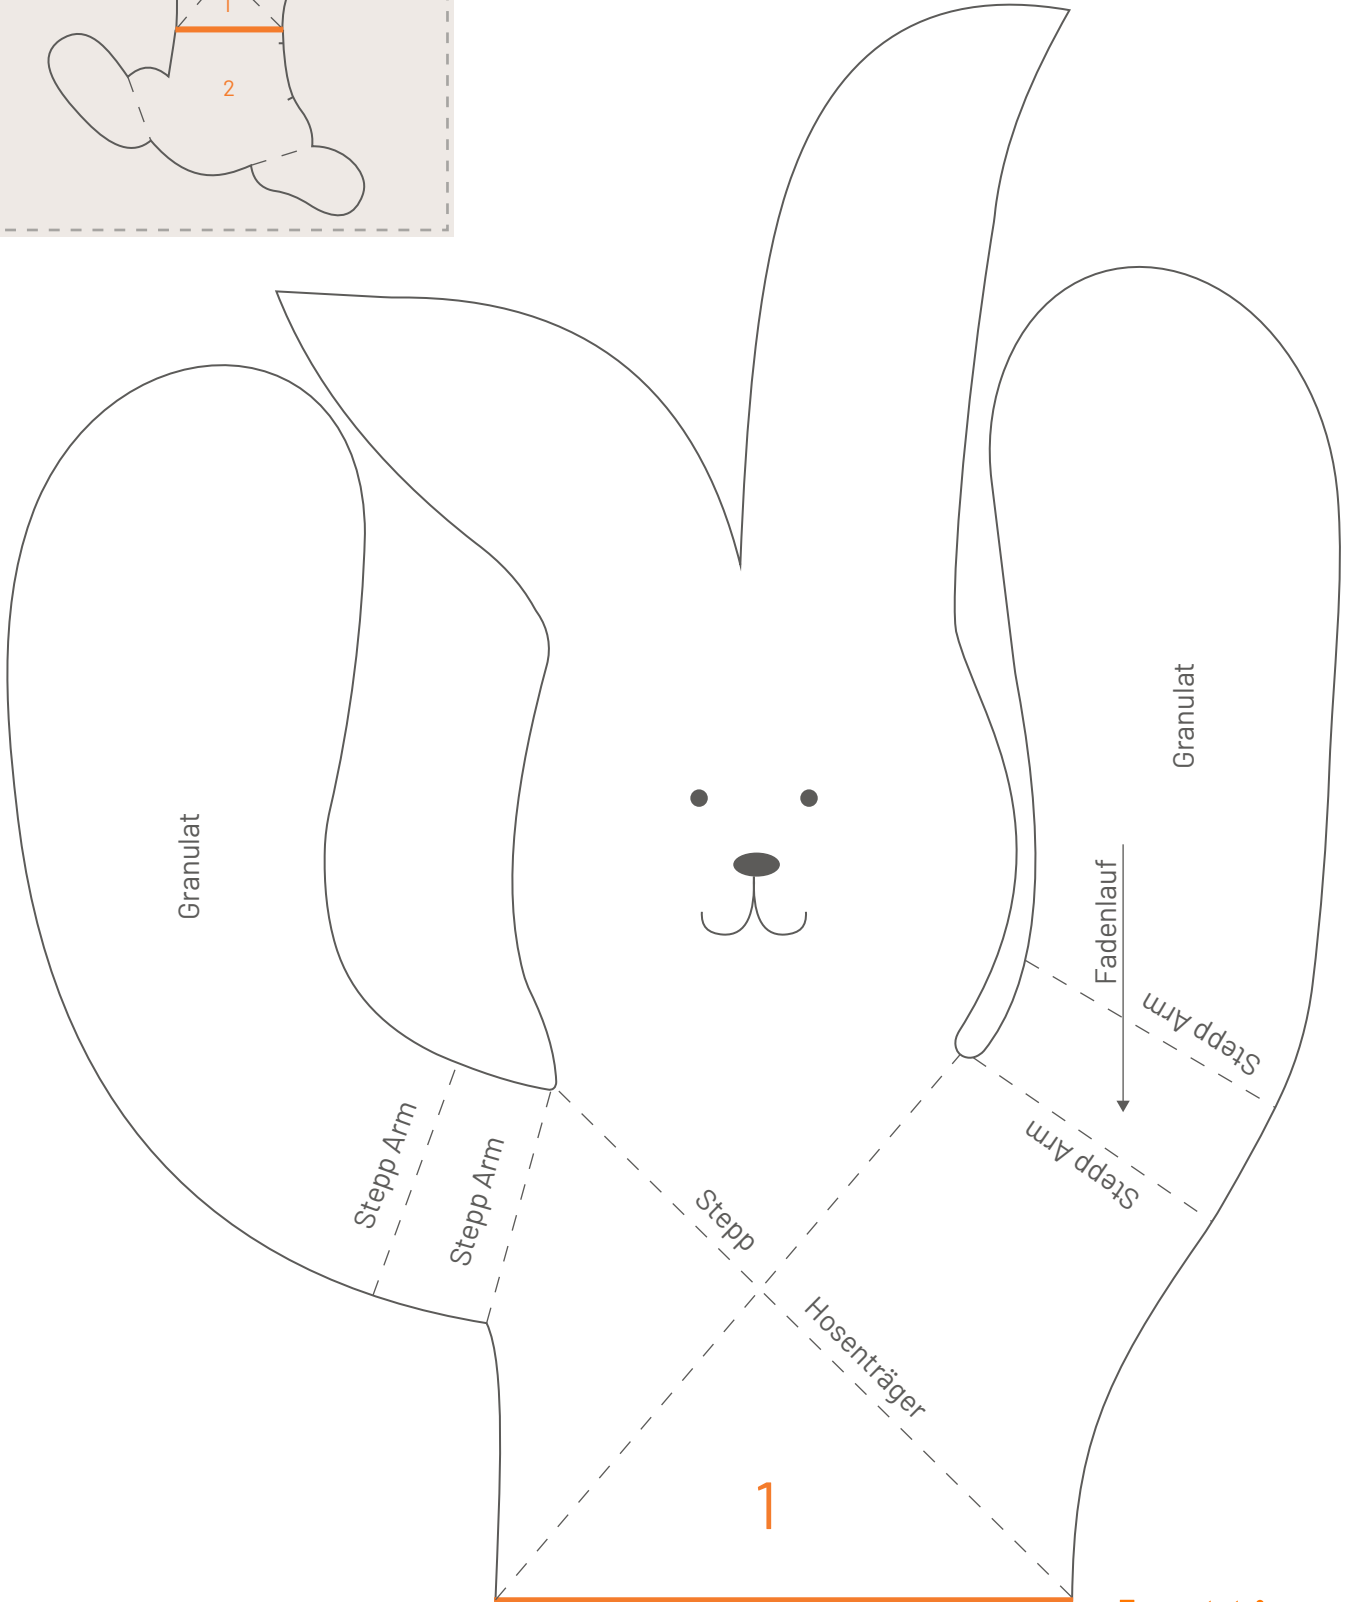 1
2
Granulat
Granulat
Fadenlauf
Stepp Arm
Stepp Arm
Stepp Arm
Stepp Arm
Stepp
Hosenträger
1